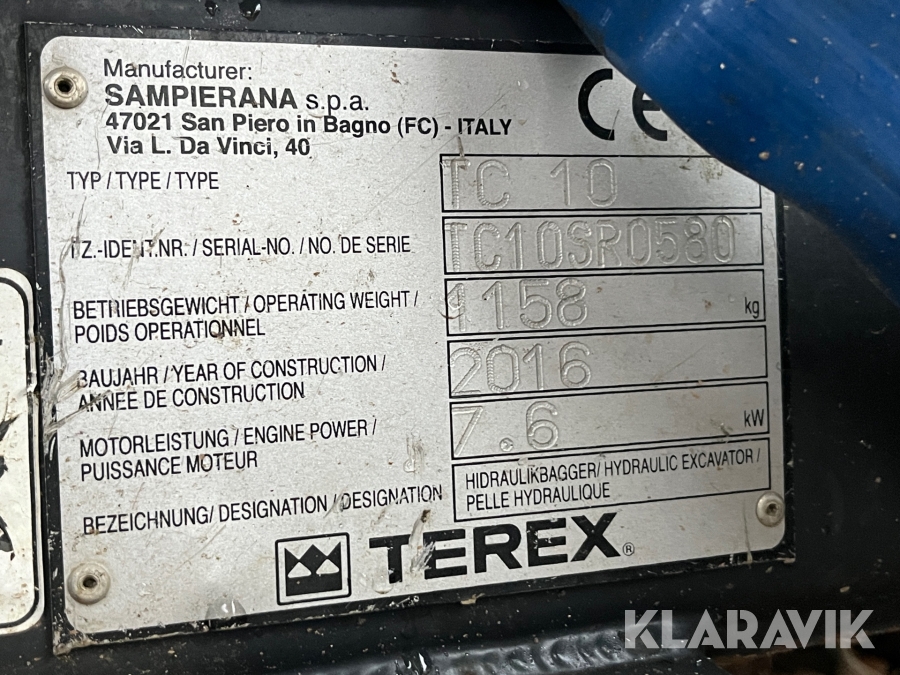 Manufacturer:
SAMPIERANA s.p.a.
47021 San Piero in Bagno (FC) - ITALY
Via L. Da Vinci, 40
CE
TYP / TYPE / TYPE
TC 10
TZ.-IDENT.NR. / SERIAL-NO. / NO. DE SERIE
TC10SR0580
BETRIEBSGEWICHT / OPERATING WEIGHT /
POIDS OPERATIONNEL
1158 kg
BAUJAHR / YEAR OF CONSTRUCTION /
ANNEE DE CONSTRUCTION
2016
MOTORLEISTUNG / ENGINE POWER /
PUISSANCE MOTEUR
7.6 kW
BEZEICHNUNG/ DESIGNATION /DESIGNATION
HIDRAULIKBAGGER/ HYDRAULIC EXCAVATOR /
PELLE HYDRAULIQUE
TEREX®
KLARAVIK